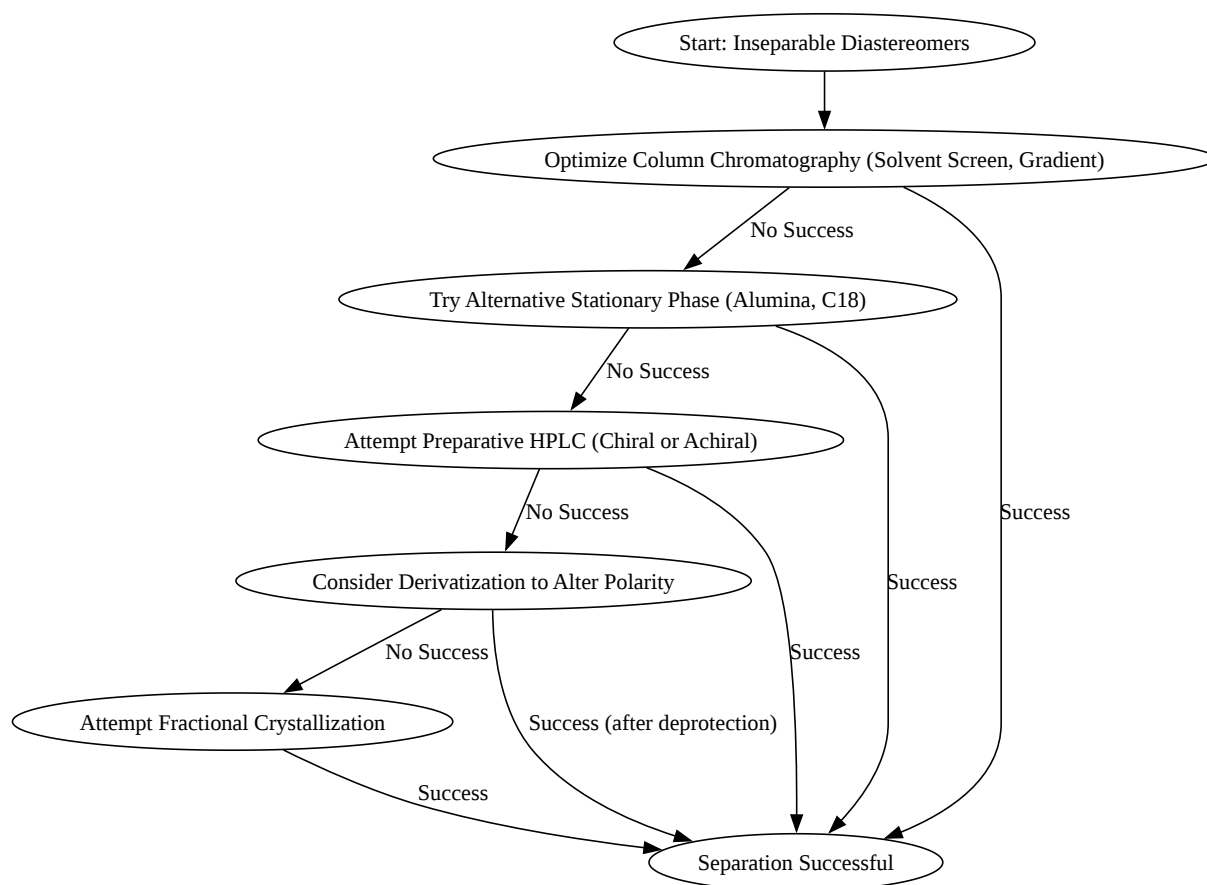 Start: Inseparable Diastereomers
Optimize Column Chromatography (Solvent Screen, Gradient)
No Success
Try Alternative Stationary Phase (Alumina, C18)
No Success
Attempt Preparative HPLC (Chiral or Achiral)
No Success
Success
Consider Derivatization to Alter Polarity
Success
No Success
Success
Attempt Fractional Crystallization
Success (after deprotection)
Success
Separation Successful